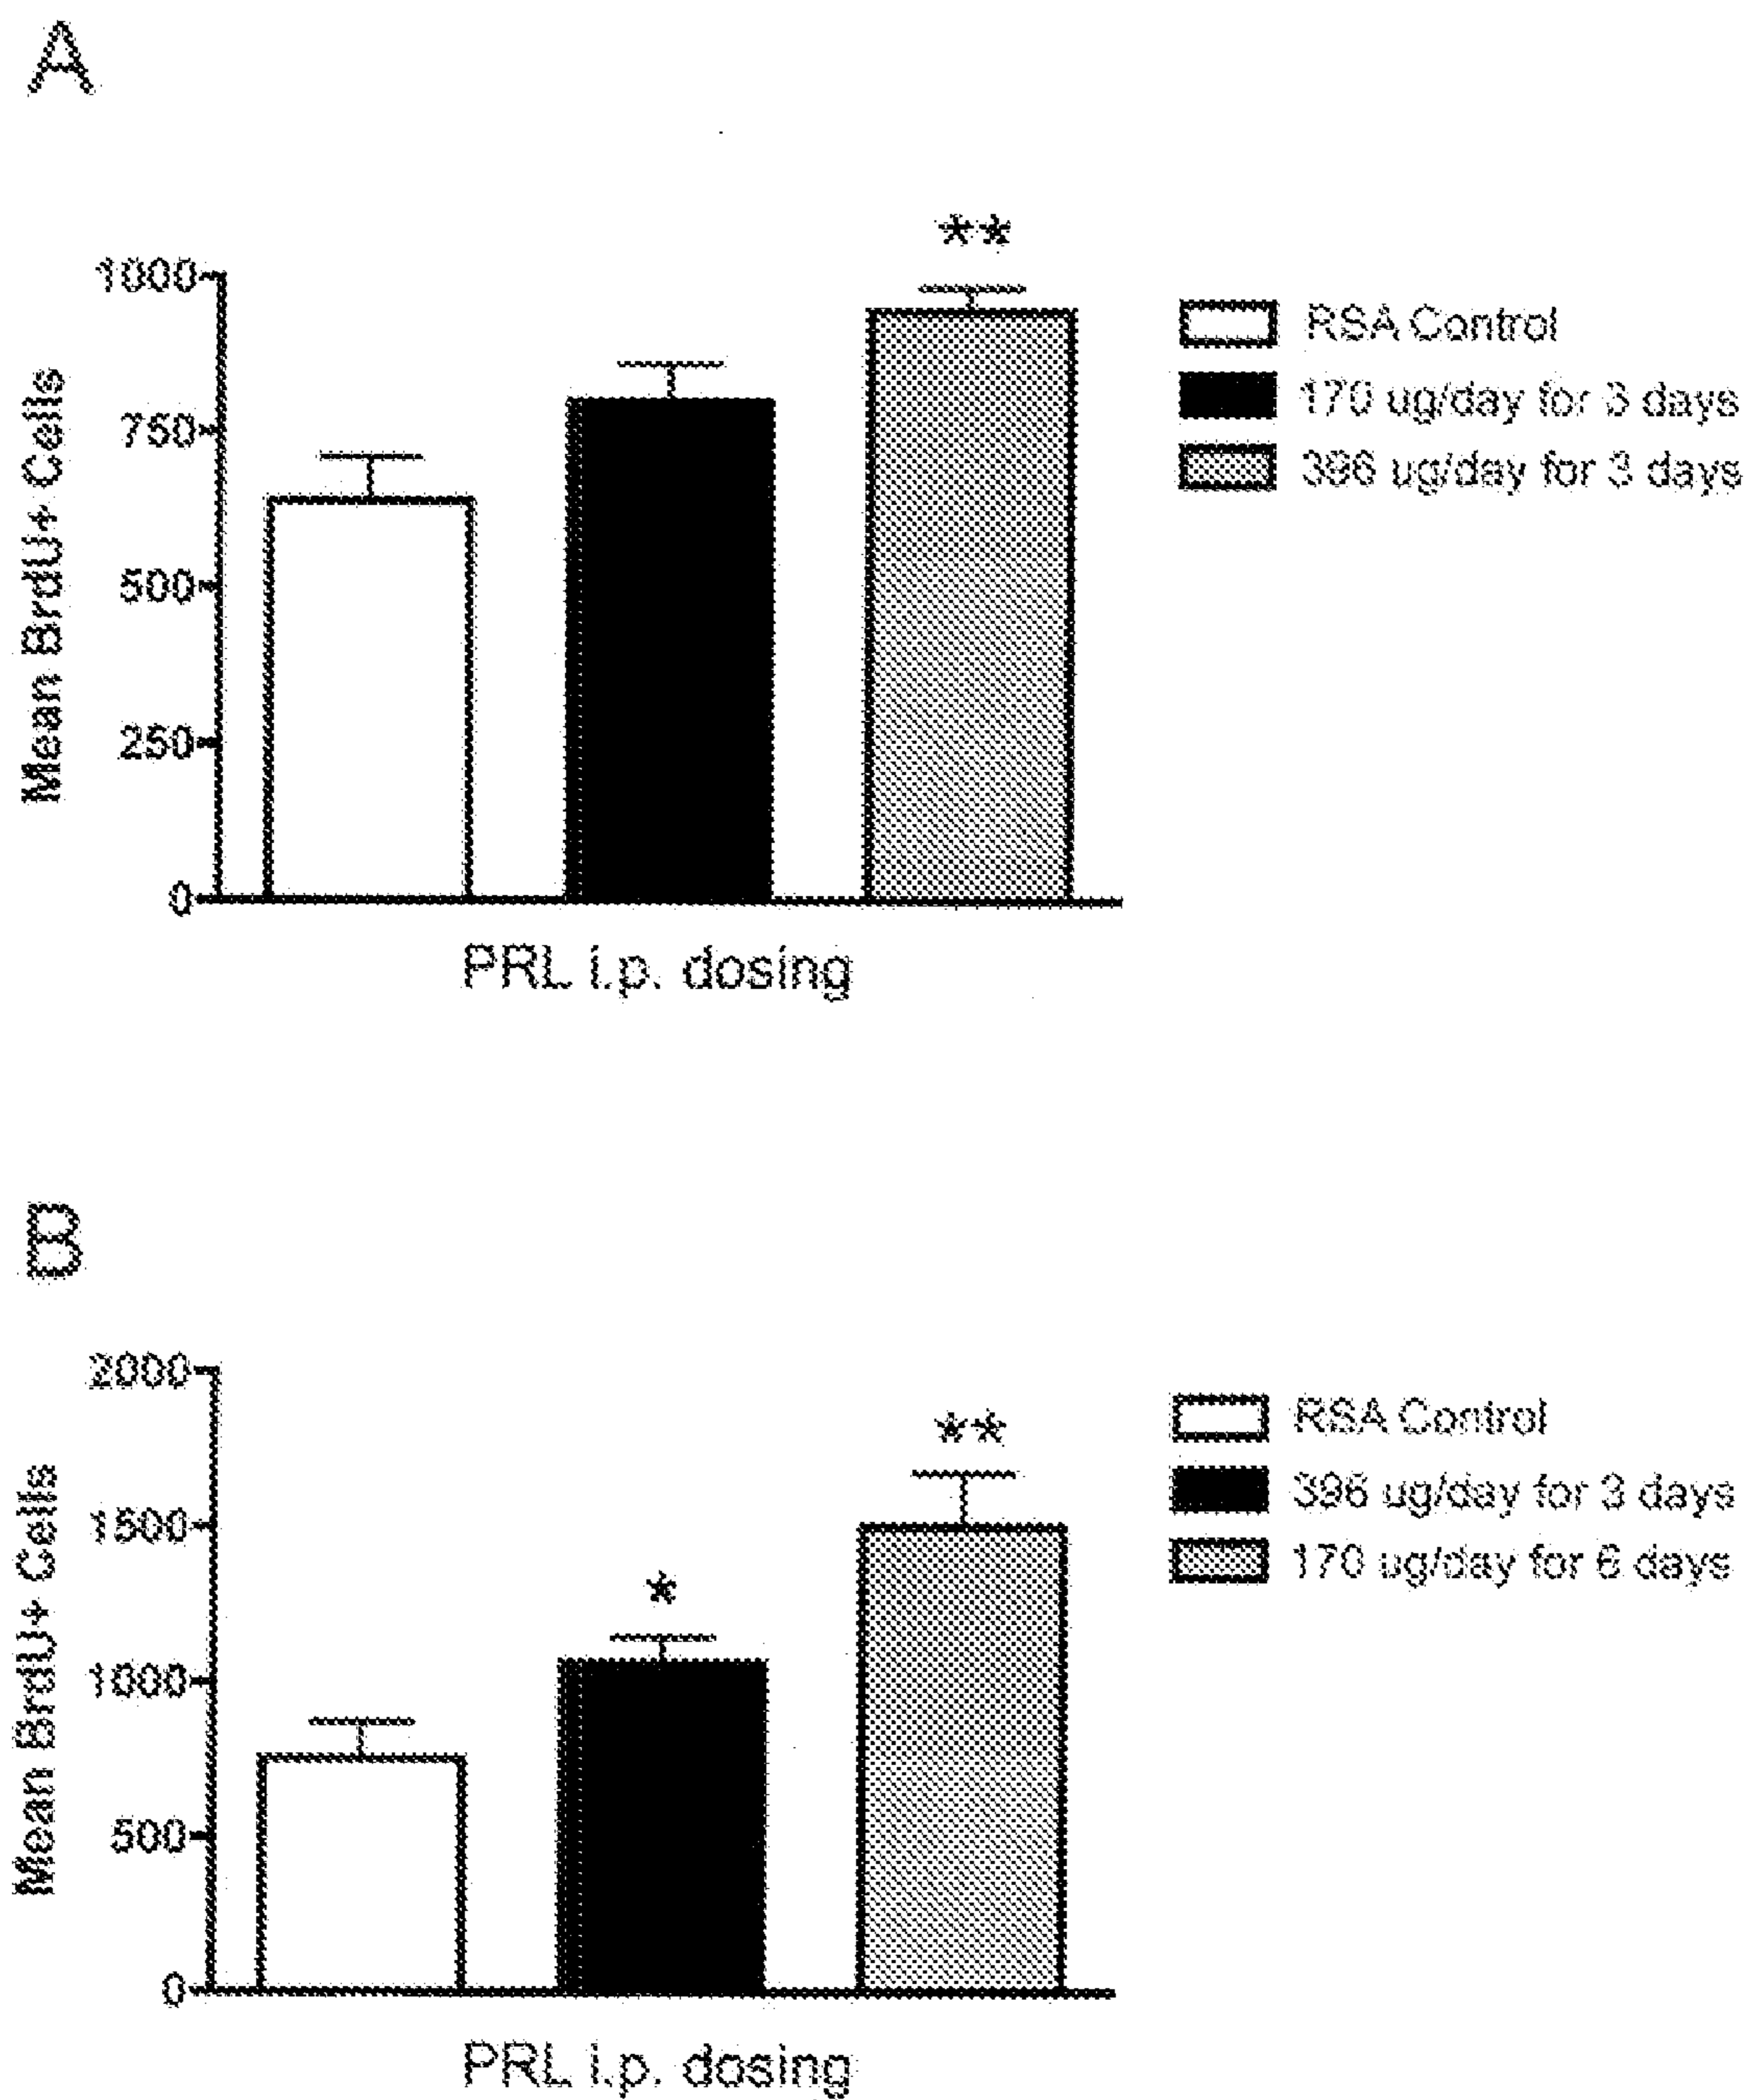 A
**
1000
750
500
250
0
Mean BrdU+ Cells
RSA Control
170 ug/day for 3 days
396 ug/day for 3 days
PRL i.p. dosing
B
2000
1500
1000
500
0
Mean BrdU+ Cells
*
**
RSA Control
396 ug/day for 3 days
170 ug/day for 6 days
PRL i.p. dosing